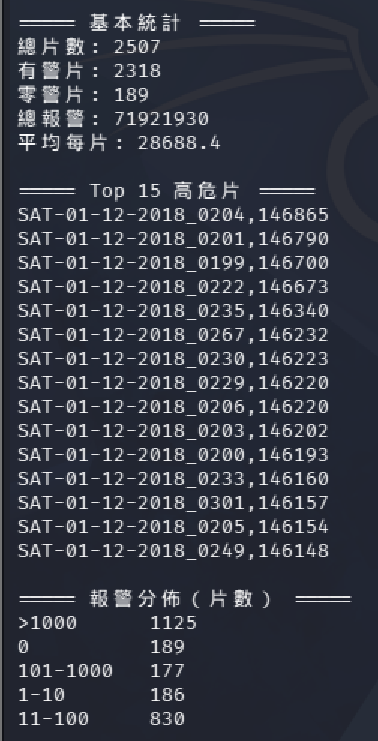 ═════ 基本統計 ═════
總片數: 2507
有警片: 2318
零警片: 189
總報警: 71921930
平均每片: 28688.4
═════ Top 15 高危片 ═════
SAT-01-12-2018_0204,146865
SAT-01-12-2018_0201,146790
SAT-01-12-2018_0199,146700
SAT-01-12-2018_0222,146673
SAT-01-12-2018_0235,146340
SAT-01-12-2018_0267,146232
SAT-01-12-2018_0230,146223
SAT-01-12-2018_0229,146220
SAT-01-12-2018_0206,146220
SAT-01-12-2018_0203,146202
SAT-01-12-2018_0200,146193
SAT-01-12-2018_0233,146160
SAT-01-12-2018_0301,146157
SAT-01-12-2018_0205,146154
SAT-01-12-2018_0249,146148
═════ 報警分佈（片數） ═════
>1000 1125
0 189
101-1000 177
1-10 186
11-100 830